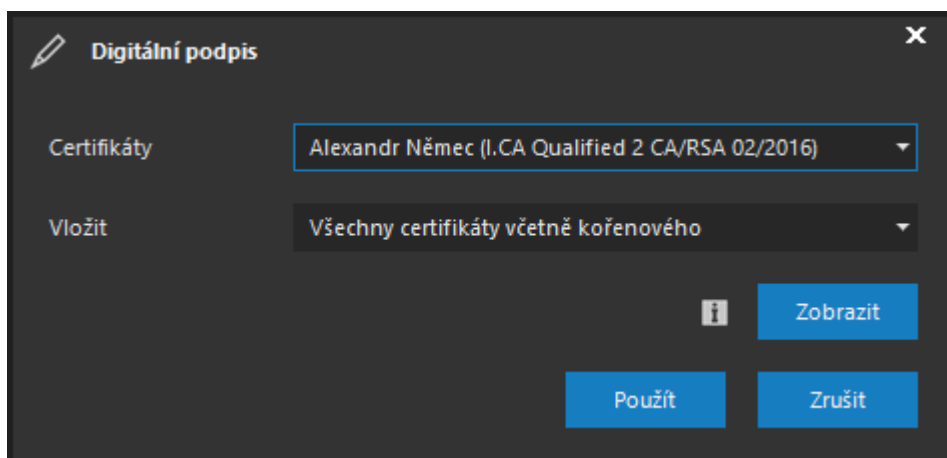 Digitální podpis
Certifikáty
Alexandr Němec (I.CA Qualified 2 CA/RSA 02/2016)
Vložit
Všechny certifikáty včetně kořenového
Zobrazit
Použít
Zrušit